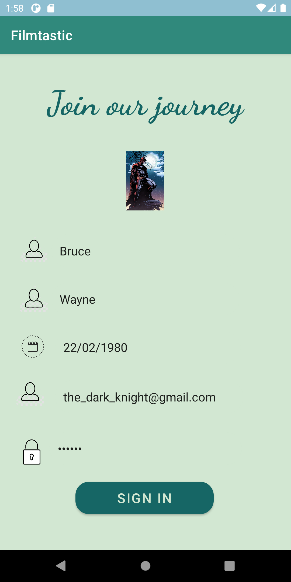 1:58
Filmtastic
Join our journey
Bruce
Wayne
22/02/1980
the_dark_knight@gmail.com
••••••
SIGN IN